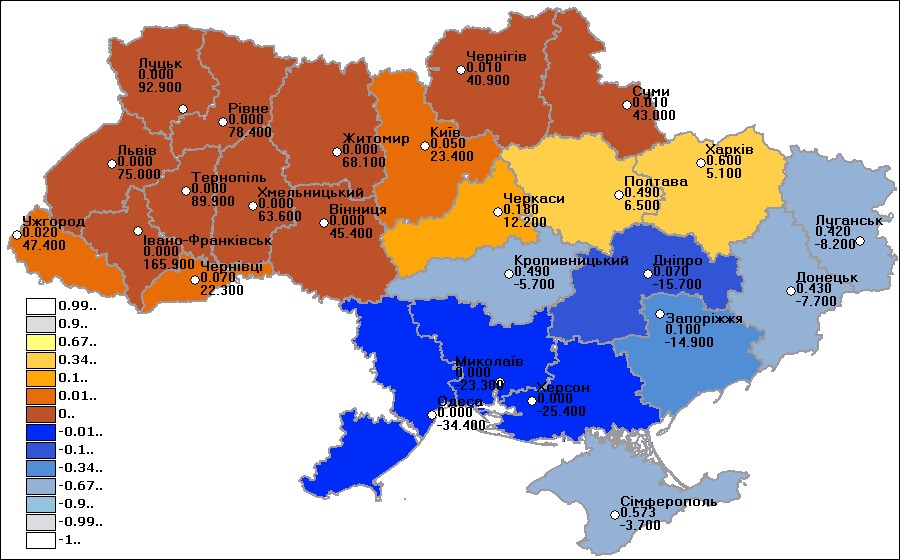 Чернігів
0.010
40.900
Суми
0.010
43.000
Луцьк
0.000
92.900
Рівне
0.000
78.400
Житомир
0.000
68.100
Київ
0.050
23.400
Харків
0.600
5.100
Львів
0.000
75.000
Тернопіль
0.000
89.900
Хмельницький
0.000
63.600
Вінниця
0.000
45.400
Черкаси
0.180
12.200
Полтава
0.490
6.500
Ужгород
0.020
47.400
Івано-Франківськ
0.000
165.900
Чернівці
0.070
22.300
Кропивницький
0.490
-5.700
Дніпро
0.070
-15.700
Луганськ
0.420
-8.200
Донецьк
0.430
-7.700
Запоріжжя
0.100
-14.900
Миколаїв
0.000
-23.300
Херсон
0.000
-25.400
Одеса
0.000
-34.400
Сімферополь
0.573
-3.700
0.99..
0.9..
0.67..
0.34..
0.1..
0.01..
0..
-0.01..
-0.1..
-0.34..
-0.67..
-0.9..
-0.99..
-1..